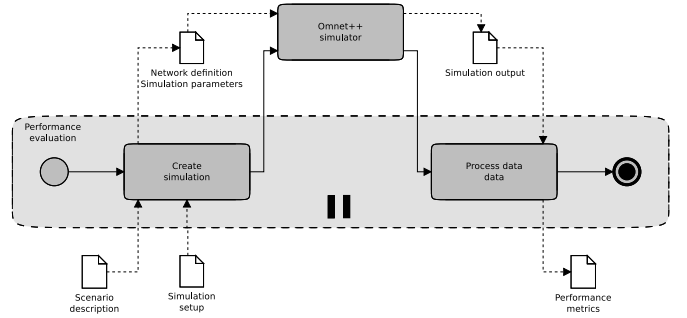 Omnet++
simulator
Network definition
Simulation parameters
Simulation output
Performance
evaluation
Create
simulation
Process data
data
Scenario
description
Simulation
setup
Performance
metrics